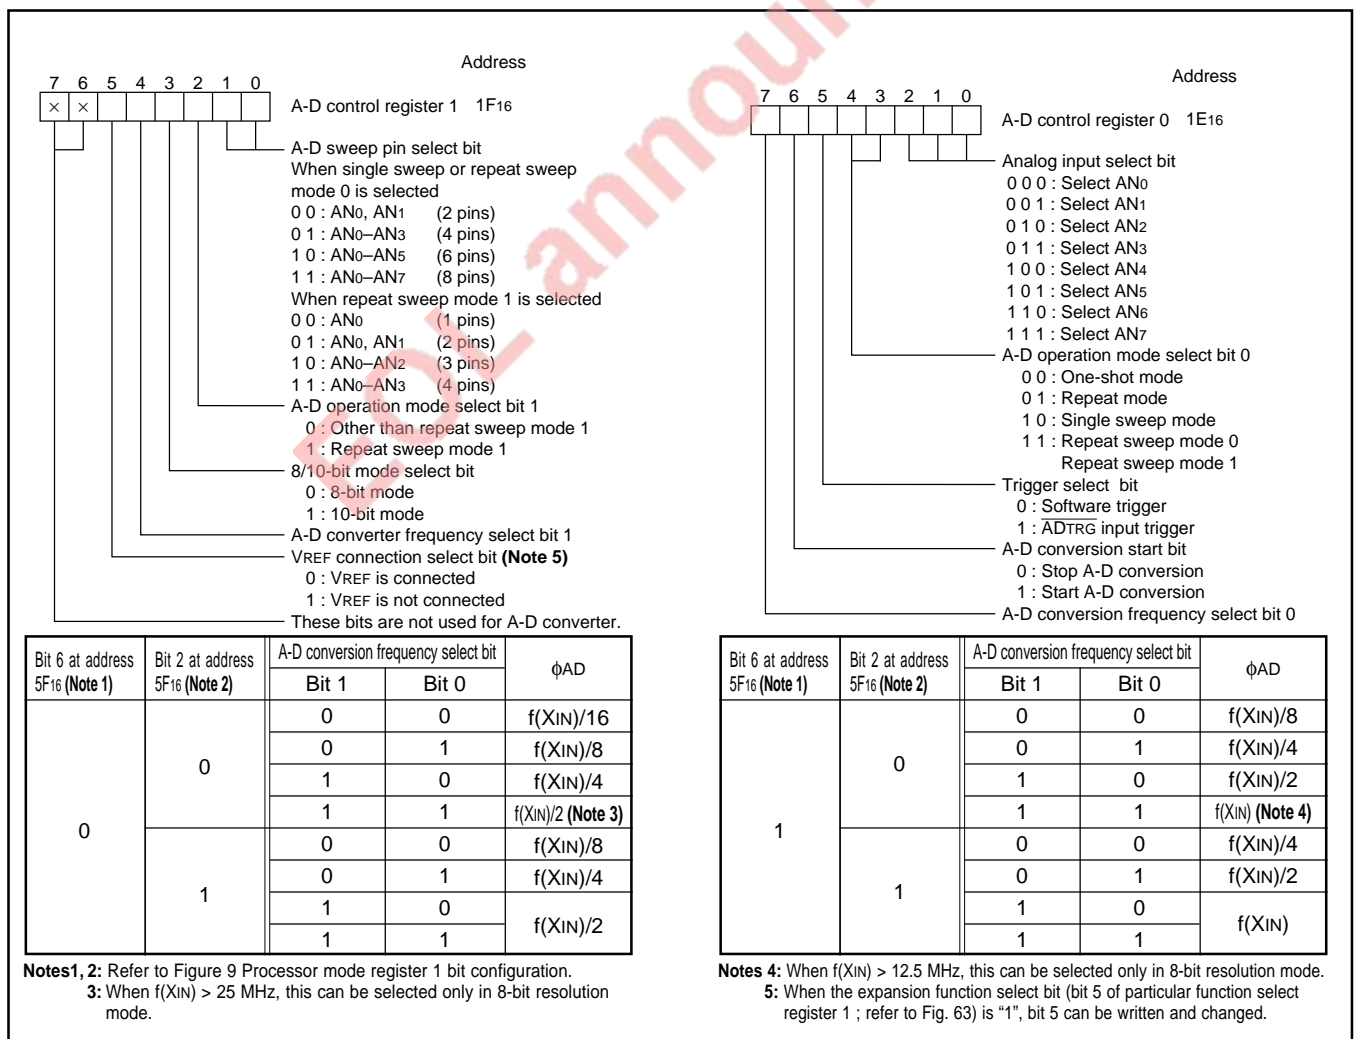 Address
7 6 5 4 3 2 1 0
× ×
A-D control register 1 1F16
A-D sweep pin select bit
When single sweep or repeat sweep
mode 0 is selected
0 0 : AN0, AN1 (2 pins)
0 1 : AN0–AN3 (4 pins)
1 0 : AN0–AN5 (6 pins)
1 1 : AN0–AN7 (8 pins)
When repeat sweep mode 1 is selected
0 0 : AN0 (1 pins)
0 1 : AN0, AN1 (2 pins)
1 0 : AN0–AN2 (3 pins)
1 1 : AN0–AN3 (4 pins)
A-D operation mode select bit 1
0 : Other than repeat sweep mode 1
1 : Repeat sweep mode 1
8/10-bit mode select bit
0 : 8-bit mode
1 : 10-bit mode
A-D converter frequency select bit 1
VREF connection select bit (Note 5)
0 : VREF is connected
1 : VREF is not connected
These bits are not used for A-D converter.
Address
7 6 5 4 3 2 1 0
A-D control register 0 1E16
Analog input select bit
0 0 0 : Select AN0
0 0 1 : Select AN1
0 1 0 : Select AN2
0 1 1 : Select AN3
1 0 0 : Select AN4
1 0 1 : Select AN5
1 1 0 : Select AN6
1 1 1 : Select AN7
A-D operation mode select bit 0
0 0 : One-shot mode
0 1 : Repeat mode
1 0 : Single sweep mode
1 1 : Repeat sweep mode 0
Repeat sweep mode 1
Trigger select bit
0 : Software trigger
1 : ADTRG input trigger
A-D conversion start bit
0 : Stop A-D conversion
1 : Start A-D conversion
A-D conversion frequency select bit 0
Bit 6 at address 5F16 (Note 1) Bit 2 at address 5F16 (Note 2) A-D conversion frequency select bit φAD
Bit 1 Bit 0
0 0 0 0 f(XIN)/16
0 1 f(XIN)/8
1 0 f(XIN)/4
1 1 f(XIN)/2 (Note 3)
1 0 0 f(XIN)/8
0 1 f(XIN)/4
1 0 f(XIN)/2
1 1
Bit 6 at address 5F16 (Note 1) Bit 2 at address 5F16 (Note 2) A-D conversion frequency select bit φAD
Bit 1 Bit 0
1 0 0 0 f(XIN)/8
0 1 f(XIN)/4
1 0 f(XIN)/2
1 1 f(XIN) (Note 4)
1 0 0 f(XIN)/4
0 1 f(XIN)/2
1 0 f(XIN)
1 1
Notes1, 2: Refer to Figure 9 Processor mode register 1 bit configuration.
3: When f(XIN) > 25 MHz, this can be selected only in 8-bit resolution
mode.
Notes 4: When f(XIN) > 12.5 MHz, this can be selected only in 8-bit resolution mode.
5: When the expansion function select bit (bit 5 of particular function select
register 1 ; refer to Fig. 63) is “1”, bit 5 can be written and changed.
EOL announ